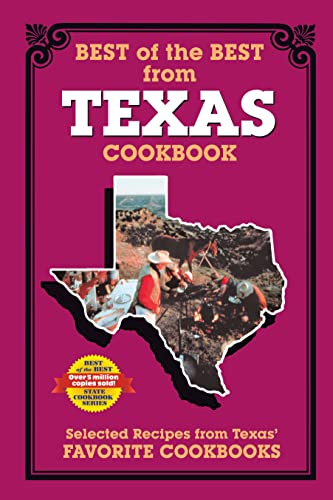 BEST of the BEST
from
TEXAS
COOKBOOK
BEST
of the BEST
Over 5 million
copies sold!
STATE
COOKBOOK
SERIES
Selected Recipes from Texas'
FAVORITE COOKBOOKS